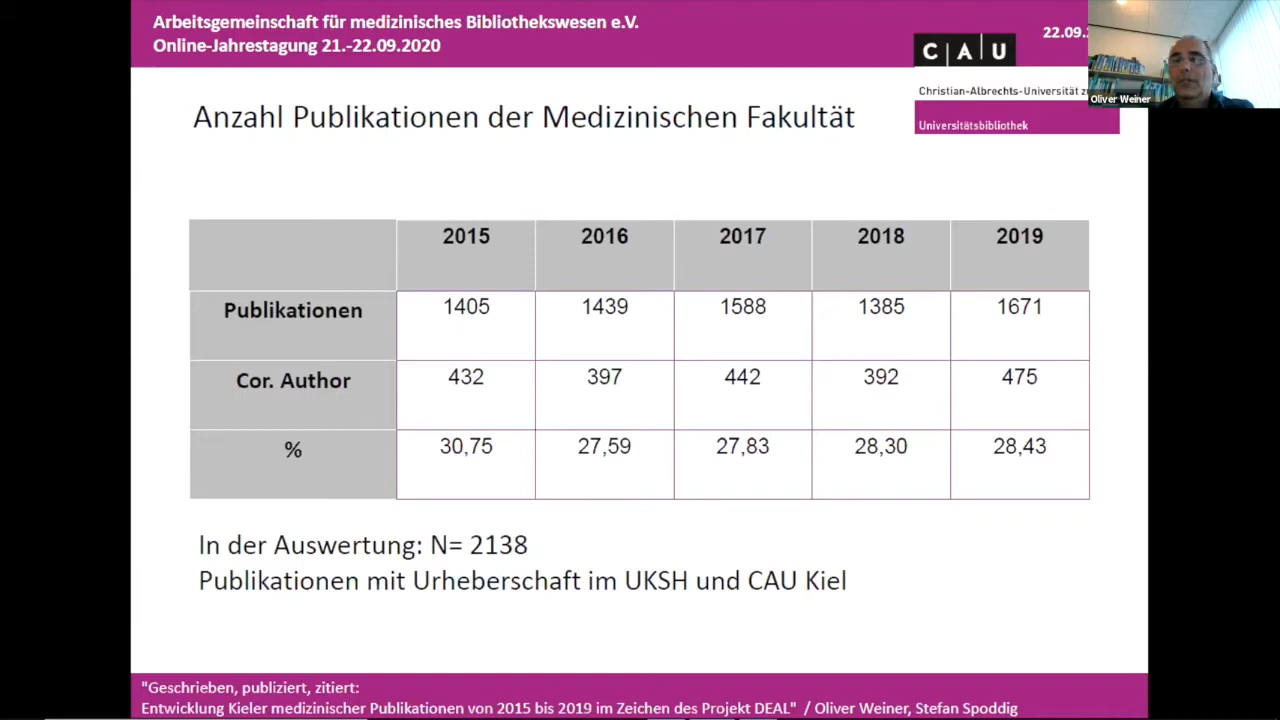 Arbeitsgemeinschaft für medizinisches Bibliothekswesen e.V.
Online-Jahrestagung 21.-22.09.2020
22.09.
CAU
Christian-Albrechts-Universität
Universitätsbibliothek
Oliver Weiner
Anzahl Publikationen der Medizinischen Fakultät
2015 2016 2017 2018 2019
Publikationen 1405 1439 1588 1385 1671
Cor. Author 432 397 442 392 475
% 30,75 27,59 27,83 28,30 28,43
In der Auswertung: N= 2138
Publikationen mit Urheberschaft im UKSH und CAU Kiel
"Geschrieben, publiziert, zitiert:
Entwicklung Kieler medizinischer Publikationen von 2015 bis 2019 im Zeichen des Projekt DEAL" / Oliver Weiner, Stefan Spoddig